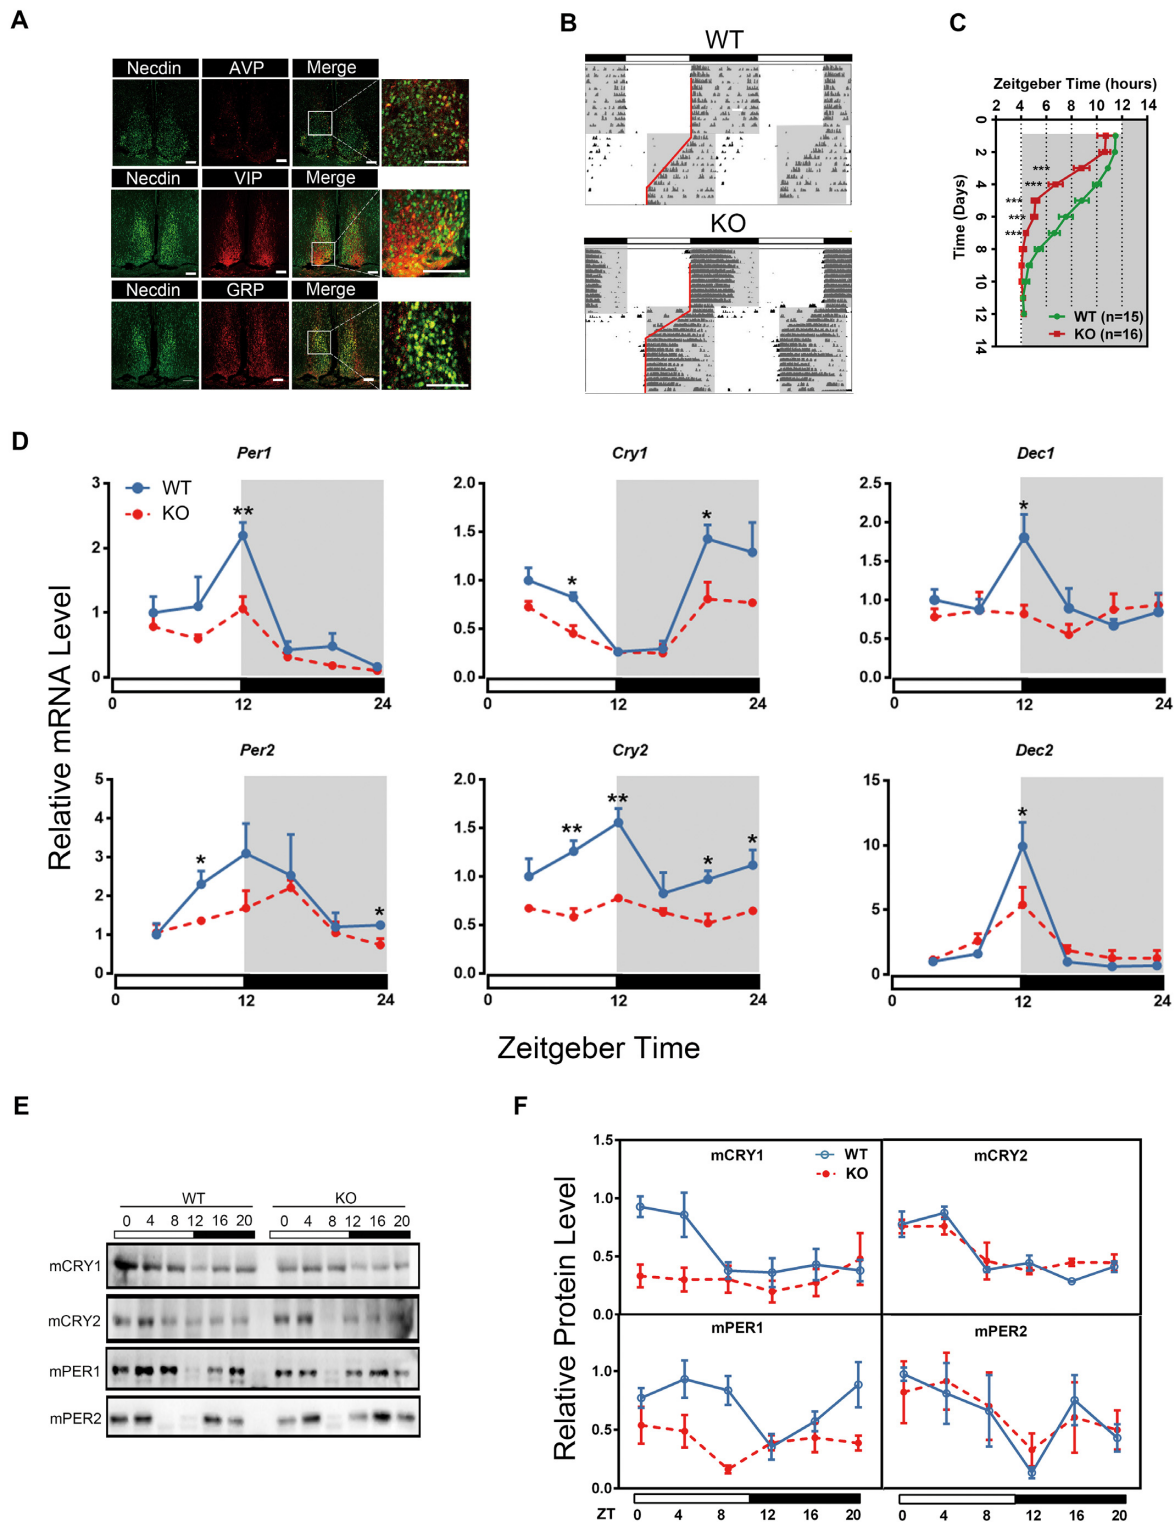 A
Necdin AVP Merge
Necdin VIP Merge
Necdin GRP Merge
B
WT
KO
C
Zeitgeber Time (hours)
2 4 6 8 10 12 14
Time (Days)
0
2
4
6
8
10
12
14
***
***
***
***
***
WT (n=15)
KO (n=16)
D
Relative mRNA Level
Per1
WT
KO
**
3
2
1
0
0 12 24
Cry1
*
*
2.0
1.5
1.0
0.5
0.0
0 12 24
Dec1
*
2.5
2.0
1.5
1.0
0.5
0.0
0 12 24
Per2
*
*
5
4
3
2
1
0
0 12 24
Cry2
**
**
*
*
2.0
1.5
1.0
0.5
0.0
0 12 24
Dec2
*
15
10
5
0
0 12 24
Zeitgeber Time
E
WT KO
0 4 8 12 16 20 0 4 8 12 16 20
mCRY1
mCRY2
mPER1
mPER2
F
Relative Protein Level
1.5
1.0
0.5
0.0
mCRY1
WT
KO
mCRY2
1.0
0.5
0.0
mPER1
mPER2
ZT 0 4 8 12 16 20 0 4 8 12 16 20